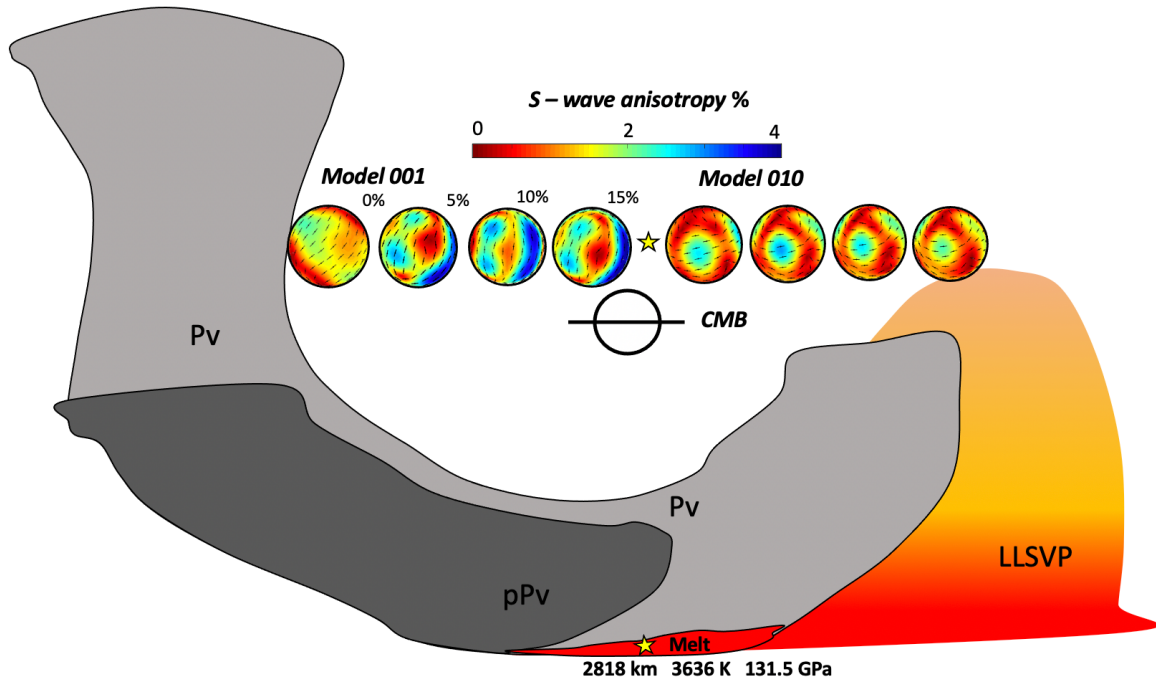 S – wave anisotropy %
0 2 4
Model 001 Model 010
0% 5% 10% 15%
CMB
Pv
Pv
LLSVP
pPv
Melt
2818 km 3636 K 131.5 GPa